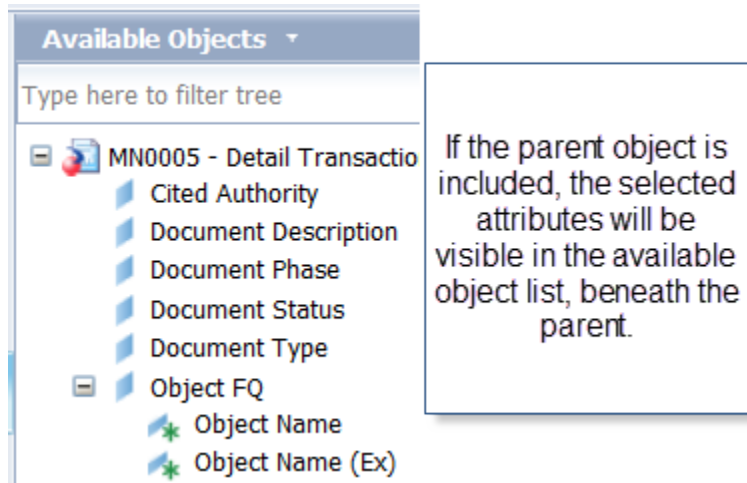 Available Objects
Type here to filter tree
MN0005 - Detail Transactio
Cited Authority
Document Description
Document Phase
Document Status
Document Type
Object FQ
Object Name
Object Name (Ex)
If the parent object is
included, the selected
attributes will be
visible in the available
object list, beneath the
parent.